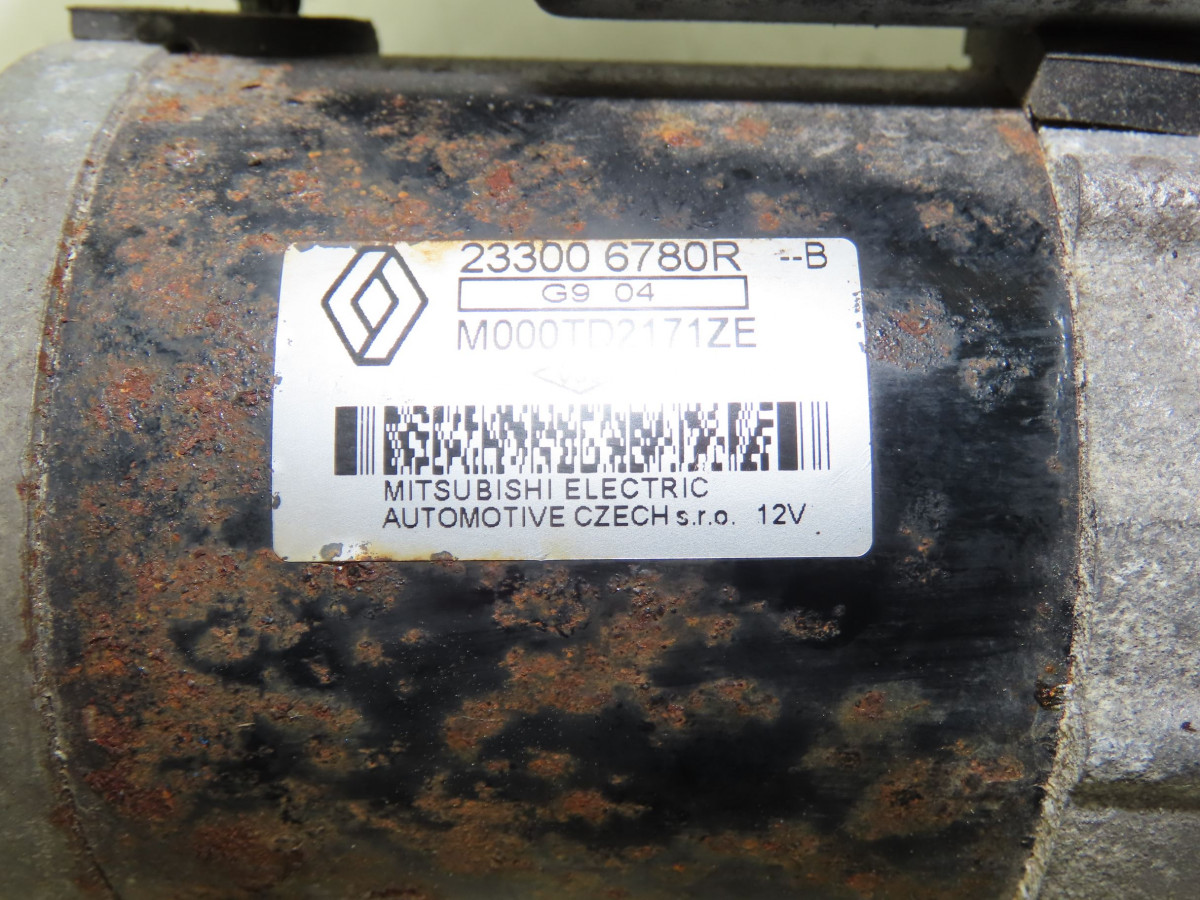 23300 6780R --B
G9 04
M000TD2171ZE
MITSUBISHI ELECTRIC
AUTOMOTIVE CZECH s.r.o. 12V